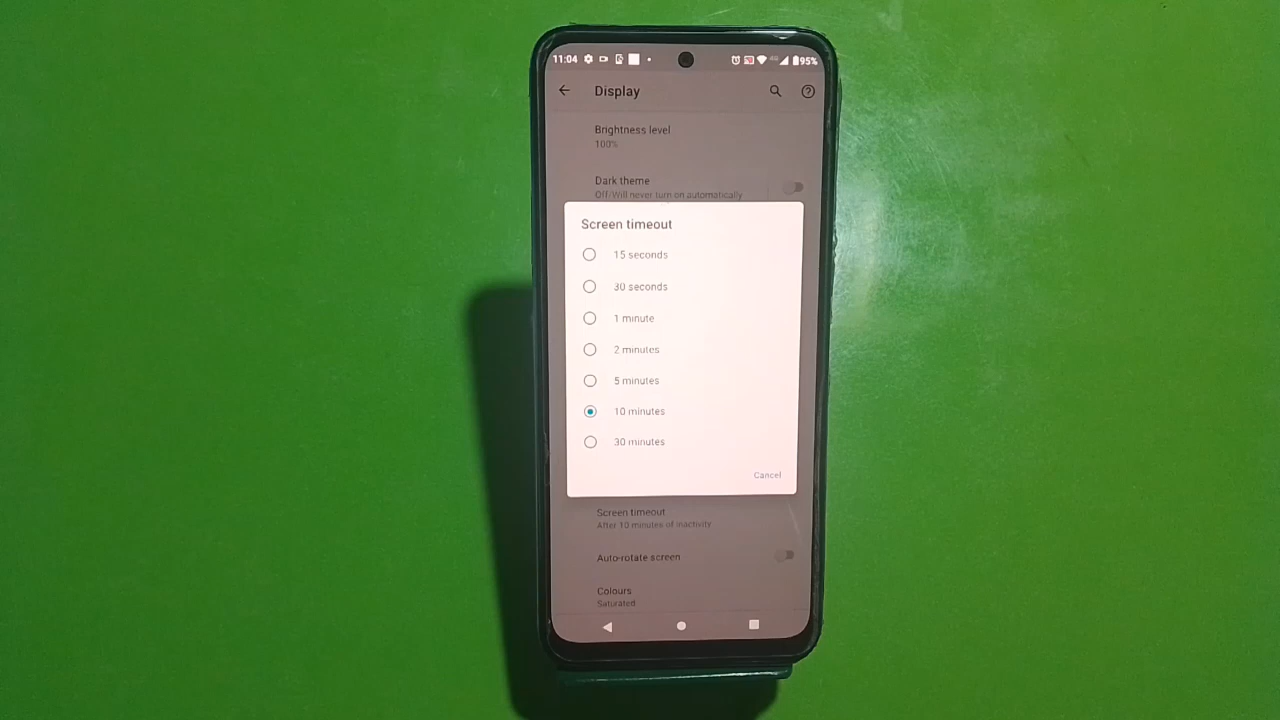 11:04
95%
Display
Brightness level
100%
Dark theme
Off/Will never turn on automatically
Screen timeout
15 seconds
30 seconds
1 minute
2 minutes
5 minutes
10 minutes
30 minutes
Cancel
Screen timeout
After 10 minutes of inactivity
Auto-rotate screen
Colours
Saturated